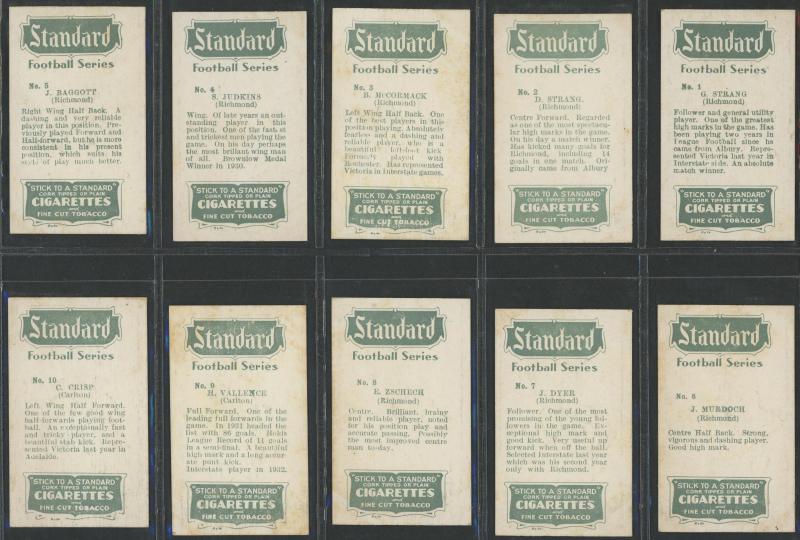 Standard
Football Series
No. 5
J. BAGGOTT
(Richmond)
Right Wing Half Back. A
dashing and very reliable
player in this position. Pre-
viously played Forward and
Half-forward, but he is more
consistent in his present
position, which suits his
style of play much better.
"STICK TO A STANDARD"
CORK TIPPED OR PLAIN
CIGARETTES
and
FINE CUT TOBACCO
Standard
Football Series
No. 4
S. JUDKINS
(Richmond)
Wing. Of late years an out-
standing player in this
position. One of the fastest
and trickiest men playing the
game. On his day perhaps
the most brilliant wing man
of all. Brownlow Medal
Winner in 1930.
"STICK TO A STANDARD"
CORK TIPPED OR PLAIN
CIGARETTES
and
FINE CUT TOBACCO
Standard
Football Series
No. 3
B. McCORMACK
(Richmond)
Left Wing Half Back. One
of the best players in this
position playing. Absolutely
fearless and a dashing and
reliable player, who is a
beautiful left-foot kick
Formerly played with
Rochester. Has represented
Victoria in Interstate games.
"STICK TO A STANDARD"
CORK TIPPED OR PLAIN
CIGARETTES
and
FINE CUT TOBACCO
Standard
Football Series
No. 2
D. STRANG.
(Richmond)
Centre Forward. Regarded
as one of the most spectacu-
lar high marks in the game.
On his day a match winner.
Has kicked many goals for
Richmond, including 14
goals in one match. Ori-
ginally came from Albury
"STICK TO A STANDARD"
CORK TIPPED OR PLAIN
CIGARETTES
and
FINE CUT TOBACCO
Standard
Football Series
No. 1
G. STRANG
(Richmond)
Follower and general utility
player. One of the greatest
high marks in the game. Has
been playing two years in
League Football since he
came from Albury. Repre-
sented Victoria last year in
Interstate side. An absolute
match winner.
"STICK TO A STANDARD"
CORK TIPPED OR PLAIN
CIGARETTES
and
FINE CUT TOBACCO
Standard
Football Series
No. 10
C. CRISP
(Carlton)
Left Wing Half Forward.
One of the few good wing
half-forwards playing foot-
ball. An exceptionally fast
and tricky player, and a
beautiful stab kick. Repre-
sented Victoria last year in
Adelaide.
"STICK TO A STANDARD"
CORK TIPPED OR PLAIN
CIGARETTES
and
FINE CUT TOBACCO
Standard
Football Series
No. 9
H. VALLENCE
(Carlton)
Full Forward. One of the
leading full forwards in the
game. In 1931 headed the
list with 86 goals. Holds
League Record of 11 goals
in a semi-final. A beautiful
high mark and a long accur-
ate punt kick.
Interstate player in 1932.
"STICK TO A STANDARD"
CORK TIPPED OR PLAIN
CIGARETTES
and
FINE CUT TOBACCO
Standard
Football Series
No. 8
E. ZSCHECH
(Richmond)
Centre. Brilliant, brainy
and reliable player, noted
for his position play and
accurate passing. Possibly
the most improved centre
man to-day.
"STICK TO A STANDARD"
CORK TIPPED OR PLAIN
CIGARETTES
and
FINE CUT TOBACCO
Standard
Football Series
No. 7
J. DYER
(Richmond)
Follower. One of the most
promising of the young fol-
lowers in the game. Ex-
ceptional high mark and
good kick. Very useful up
forward when off the ball.
Selected Interstate last year
which was his second year
only with Richmond.
"STICK TO A STANDARD"
CORK TIPPED OR PLAIN
CIGARETTES
and
FINE CUT TOBACCO
Standard
Football Series
No. 6
J. MURDOCH
(Richmond)
Centre Half Back. Strong,
vigorous and dashing player.
Good high mark.
"STICK TO A STANDARD"
CORK TIPPED OR PLAIN
CIGARETTES
and
FINE CUT TOBACCO